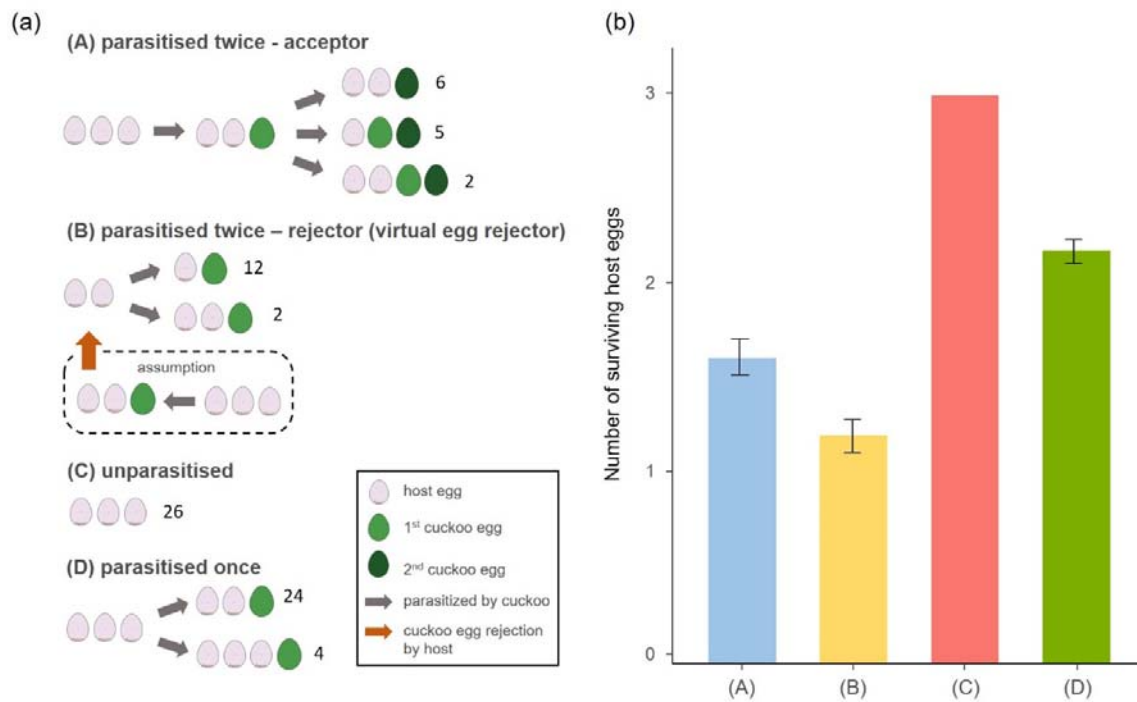 (a)
(A) parasitised twice - acceptor
6
5
2
(B) parasitised twice – rejector (virtual egg rejector)
12
2
assumption
(C) unparasitised
26
(D) parasitised once
24
4
host egg
1st cuckoo egg
2nd cuckoo egg
parasitized by cuckoo
cuckoo egg rejection
by host
(b)
Number of surviving host eggs
3
2
1
0
(A) (B) (C) (D)